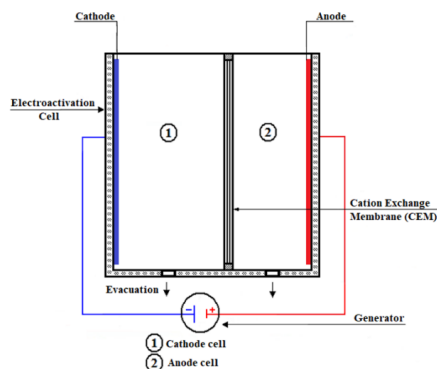 Cathode
Anode
Electroactivation
Cell
1
2
Cation Exchange
Membrane (CEM)
Evacuation
- +
Generator
1 Cathode cell
2 Anode cell